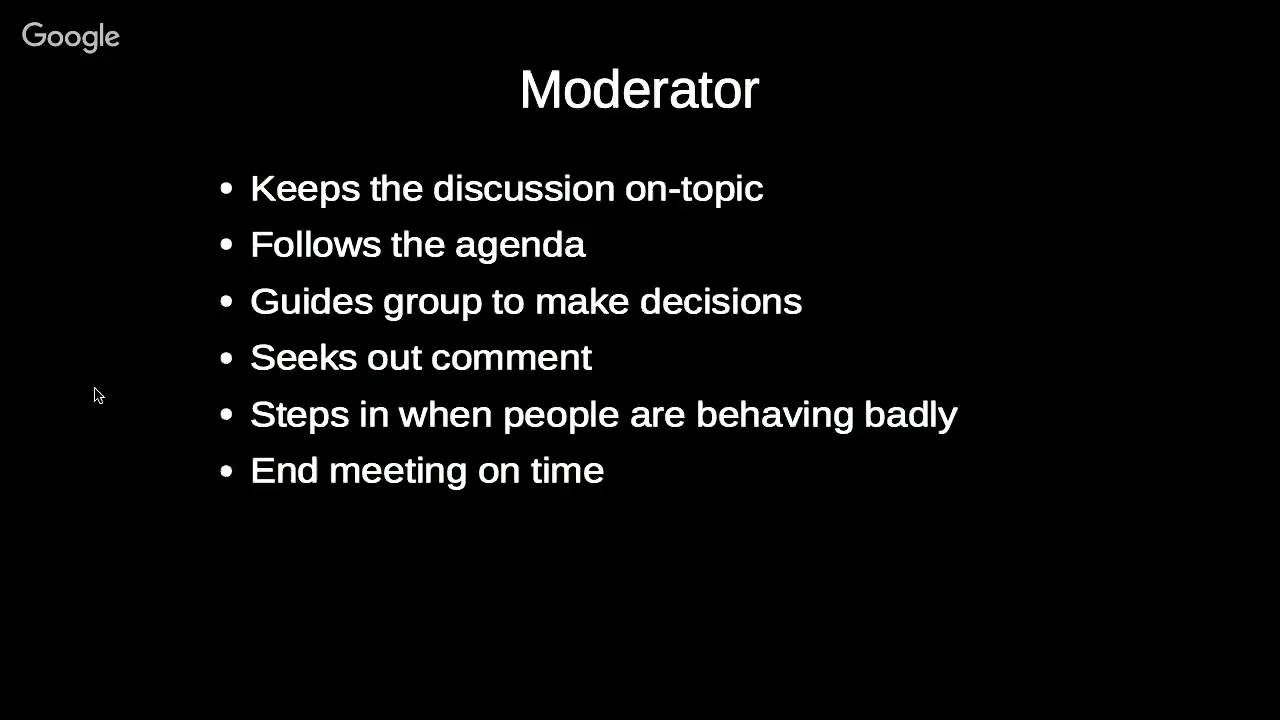 Google
Moderator
• Keeps the discussion on-topic
• Follows the agenda
• Guides group to make decisions
• Seeks out comment
• Steps in when people are behaving badly
• End meeting on time